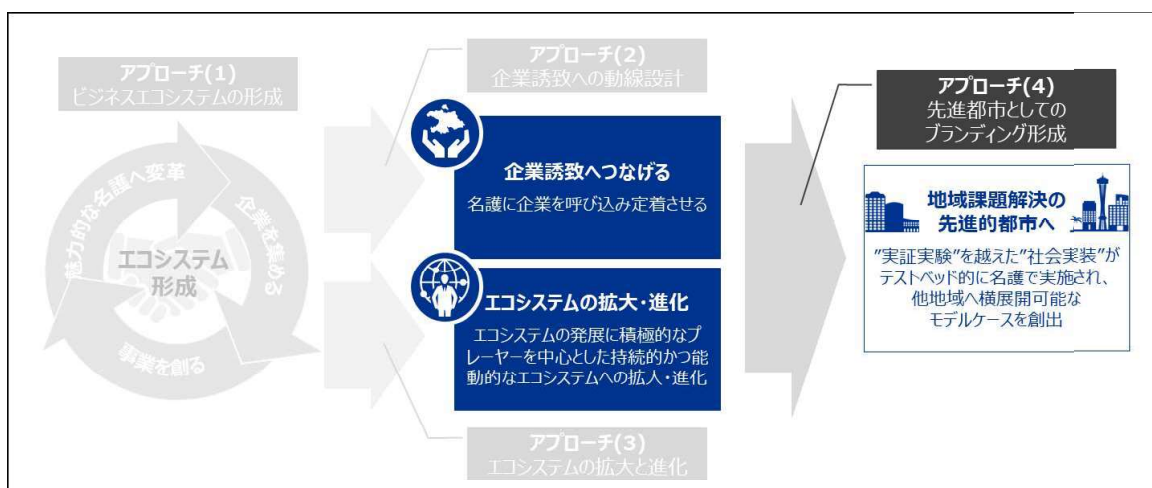 アプローチ(1)
ビジネスエコシステムの形成
魅力的な名護へ変革
企業を集める
事業を創る
エコシステム
形成
アプローチ(2)
企業誘致への動線設計
企業誘致へつなげる
名護に企業を呼び込み定着させる
エコシステムの拡大・進化
エコシステムの発展に積極的なプ
レーヤーを中心とした持続的かつ能
動的なエコシステムへの拡人・進化
アプローチ(3)
エコシステムの拡大と進化
アプローチ(4)
先進都市としての
ブランディング形成
地域課題解決の
先進的都市へ
"実証実験"を越えた"社会実装"が
テストベッド的に名護で実施され、
他地域へ横展開可能な
モデルケースを創出